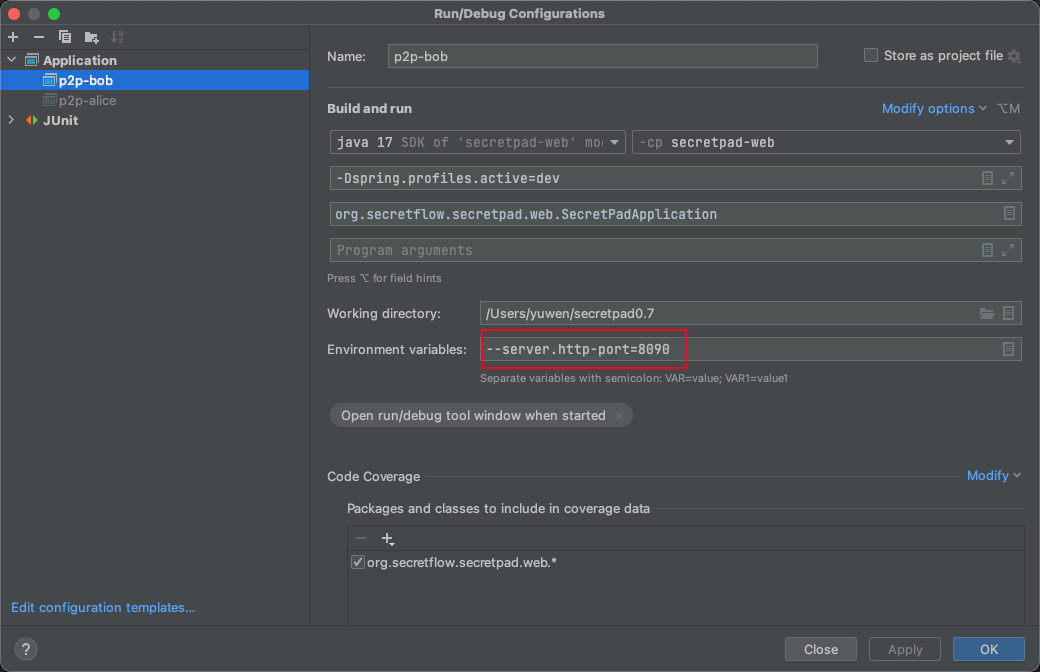 Run/Debug Configurations
Application
p2p-bob
p2p-alice
JUnit
Edit configuration templates...
Name:
p2p-bob
Store as project file
Build and run
Modify options
⌥M
java 17 SDK of 'secretpad-web' mo
-cp secretpad-web
-Dspring.profiles.active=dev
org.secretflow.secretpad.web.SecretPadApplication
Program arguments
Press ⌥ for field hints
Working directory:
/Users/yuwen/secretpad0.7
Environment variables:
--server.http-port=8090
Separate variables with semicolon: VAR=value; VAR1=value1
Open run/debug tool window when started
Code Coverage
Modify
Packages and classes to include in coverage data
org.secretflow.secretpad.web.*
?
Close
Apply
OK